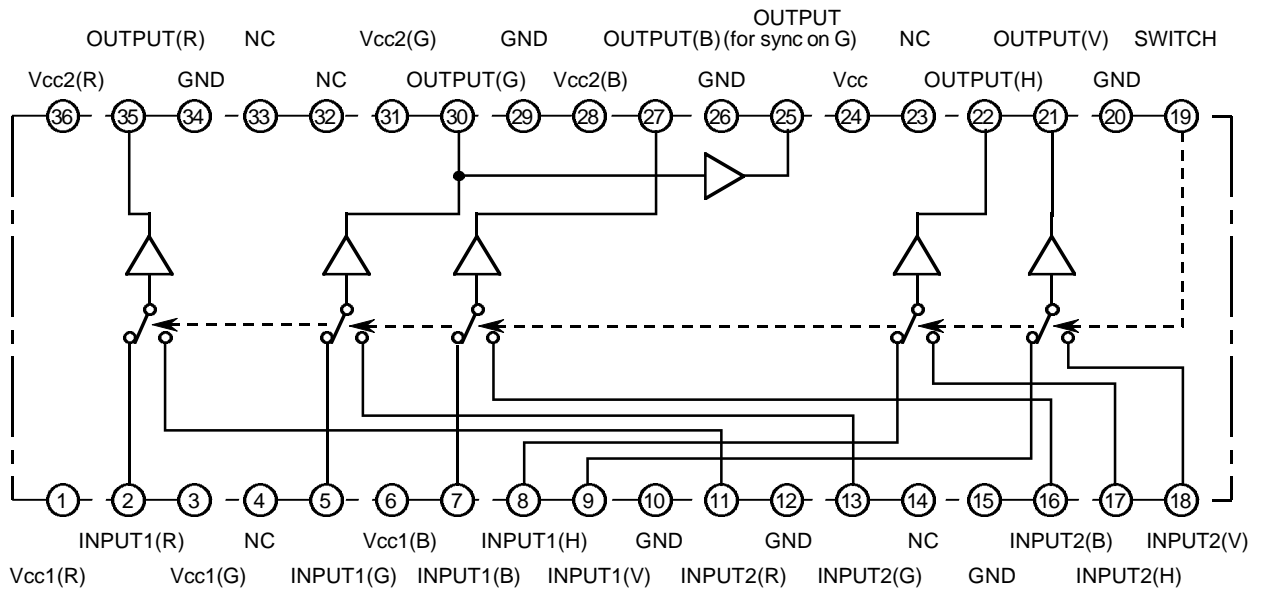 OUTPUT
OUTPUT(R) NC Vcc2(G) GND OUTPUT(B) (for sync on G) NC OUTPUT(V) SWITCH
Vcc2(R) GND NC OUTPUT(G) Vcc2(B) GND Vcc OUTPUT(H) GND
36 35 34 33 32 31 30 29 28 27 26 25 24 23 22 21 20 19
1 2 3 4 5 6 7 8 9 10 11 12 13 14 15 16 17 18
INPUT1(R) NC Vcc1(B) INPUT1(H) GND GND NC INPUT2(B) INPUT2(V)
Vcc1(R) Vcc1(G) INPUT1(G) INPUT1(B) INPUT1(V) INPUT2(R) INPUT2(G) GND INPUT2(H)